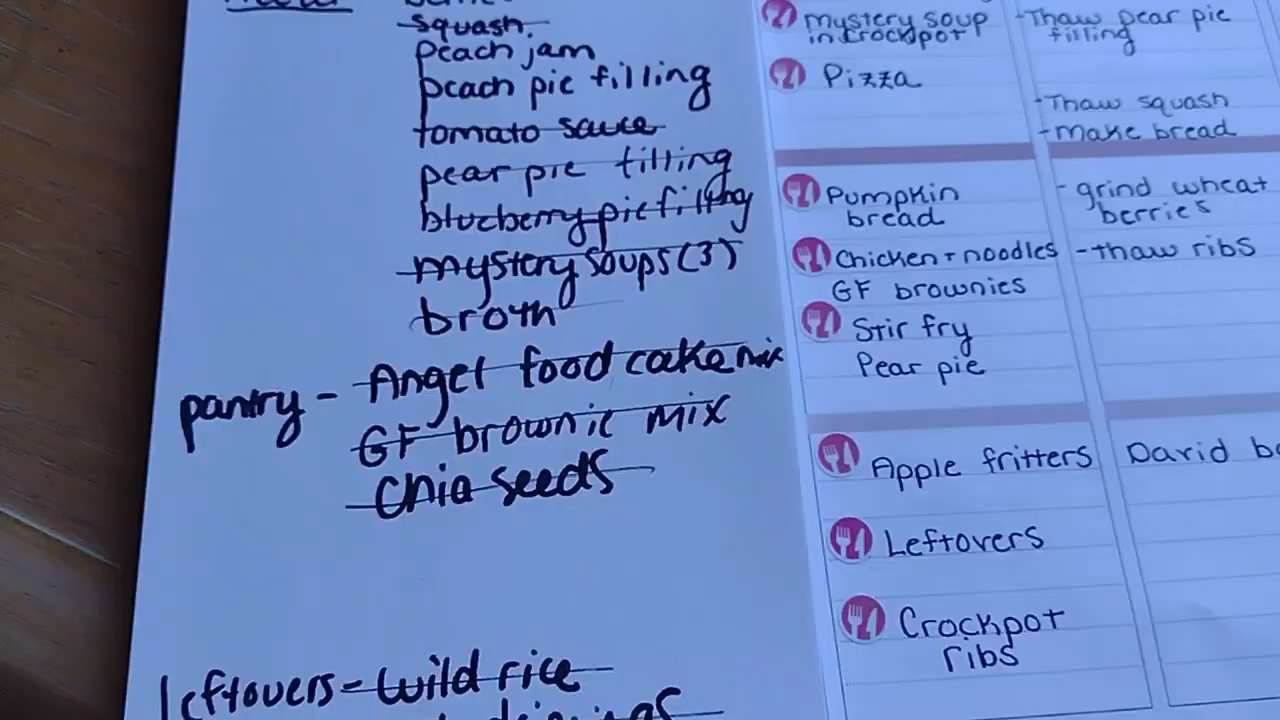 squash.
peach jam
peach pie filling
tomato sauce
pear pie filling
blueberry pie filling
mystery soups (3)
broth
pantry - Angel food cake mix
GF brownie mix
Chia seeds
leftovers - wild rice
mystery soup
in crockpot
Pizza
Pumpkin
bread
Chicken + noodles
GF brownies
Stir fry
Pear pie
Apple fritters
Leftovers
Crockpot
ribs
-Thaw pear pie
filling
-Thaw squash
-Make bread
- grind wheat
berries
-thaw ribs
David